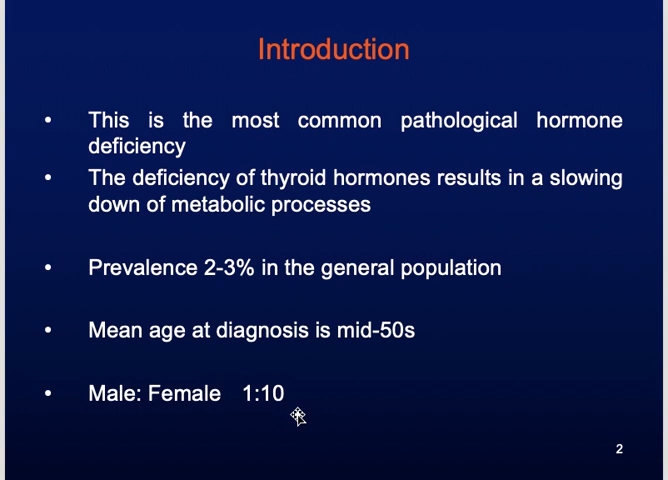 Introduction
• This is the most common pathological hormone
deficiency
• The deficiency of thyroid hormones results in a slowing
down of metabolic processes
• Prevalence 2-3% in the general population
• Mean age at diagnosis is mid-50s
• Male: Female 1:10
2